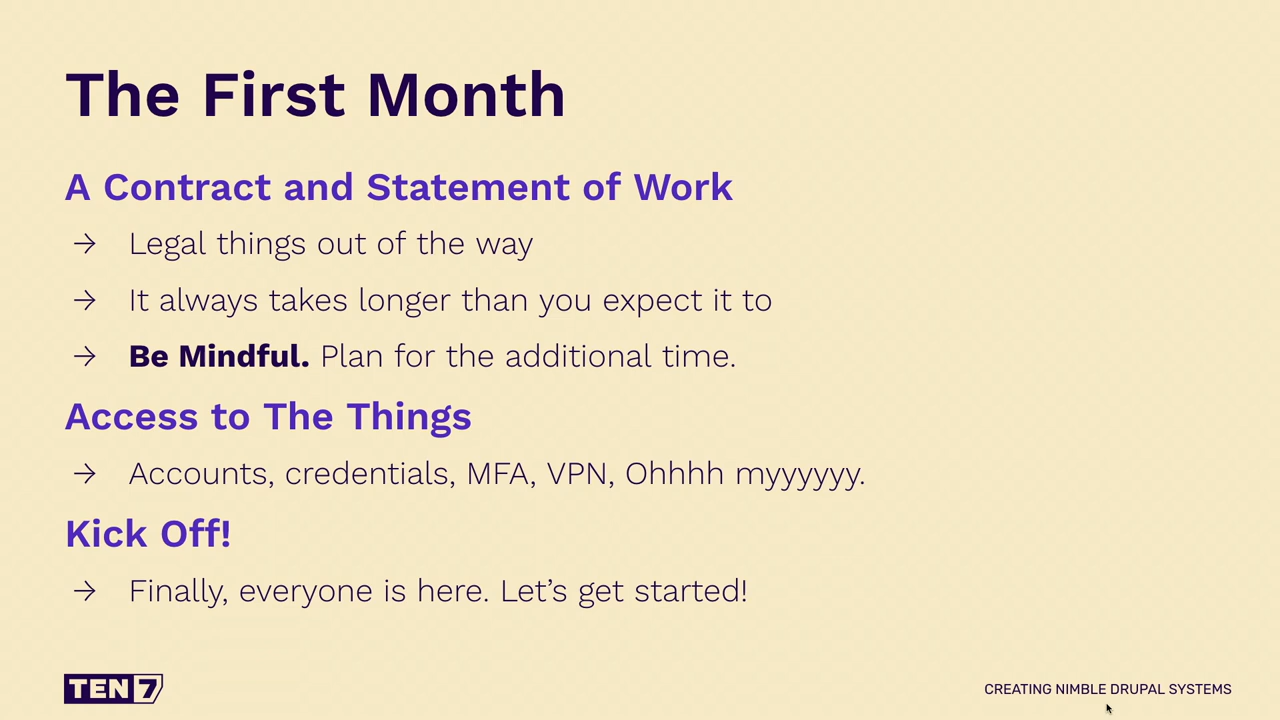 The First Month
A Contract and Statement of Work
→ Legal things out of the way
→ It always takes longer than you expect it to
→ Be Mindful. Plan for the additional time.
Access to The Things
→ Accounts, credentials, MFA, VPN, Ohhhh myyyyyy.
Kick Off!
→ Finally, everyone is here. Let’s get started!
TEN7
CREATING NIMBLE DRUPAL SYSTEMS